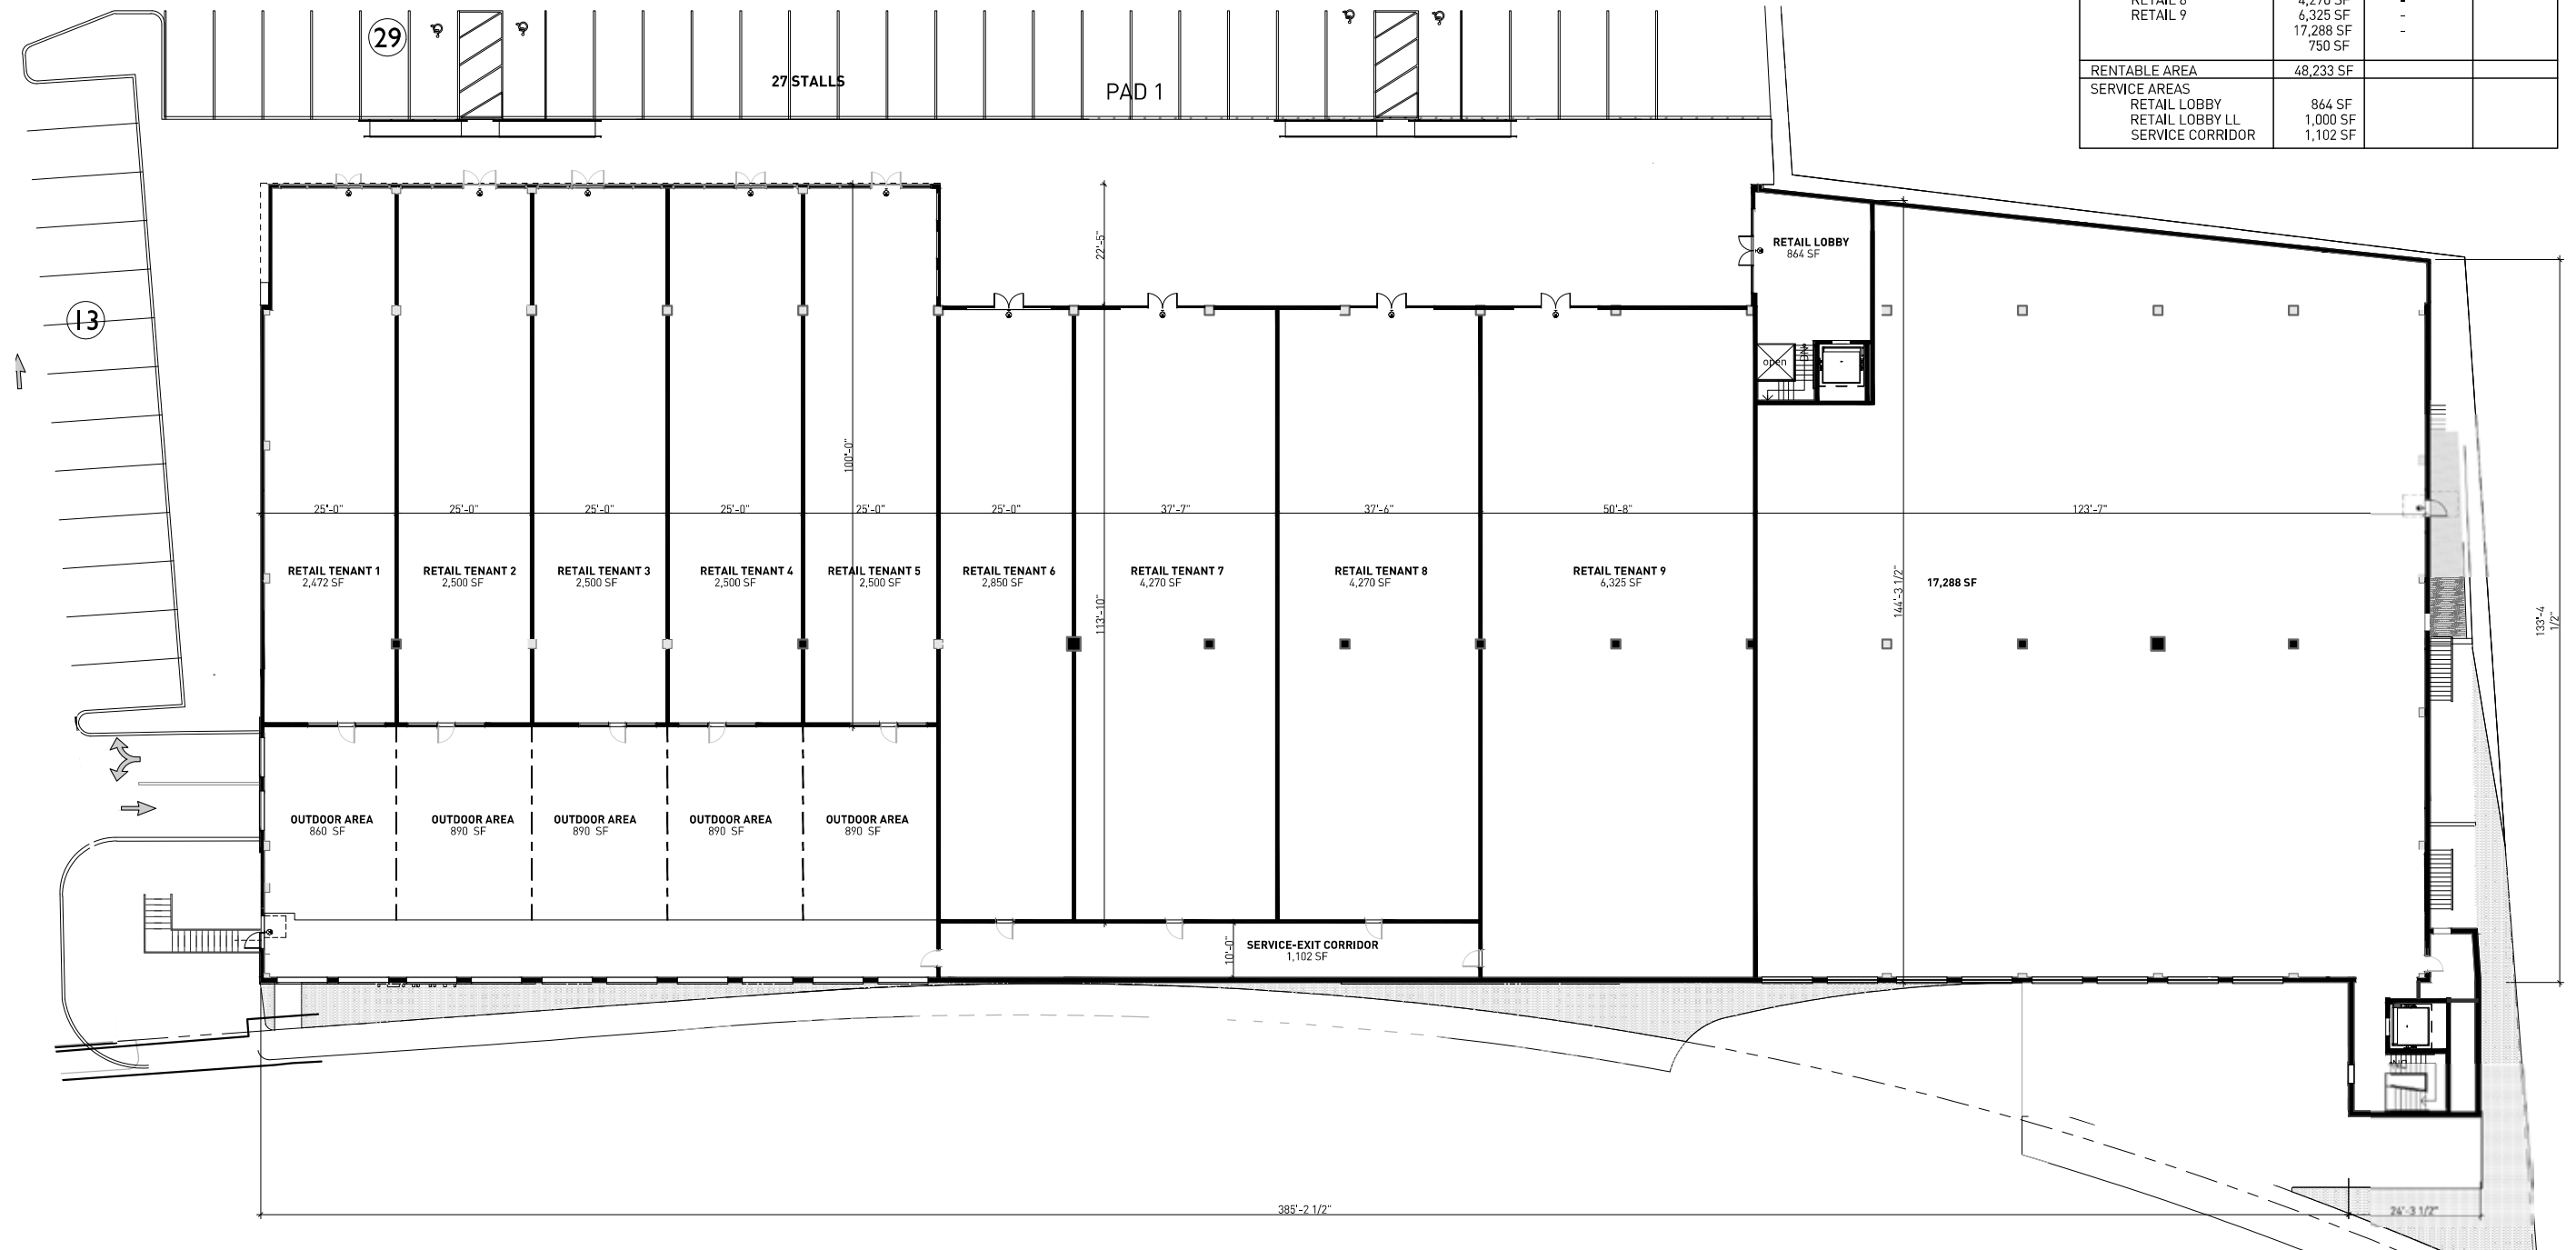 RETAIL 8 4,270 SF -
RETAIL 9 6,325 SF -
17,288 SF -
750 SF
RENTABLE AREA 48,233 SF
SERVICE AREAS
RETAIL LOBBY 864 SF
RETAIL LOBBY LL 1,000 SF
SERVICE CORRIDOR 1,102 SF
29
27 STALLS
PAD 1
13
22'-5"
RETAIL LOBBY
864 SF
open
DN
100'-0"
25'-0" 25'-0" 25'-0" 25'-0" 25'-0" 25'-0" 37'-7" 37'-6" 50'-8" 123'-7"
RETAIL TENANT 1
2,472 SF
RETAIL TENANT 2
2,500 SF
RETAIL TENANT 3
2,500 SF
RETAIL TENANT 4
2,500 SF
RETAIL TENANT 5
2,500 SF
RETAIL TENANT 6
2,850 SF
RETAIL TENANT 7
4,270 SF
RETAIL TENANT 8
4,270 SF
RETAIL TENANT 9
6,325 SF
17,288 SF
113'-10"
144'-3 1/2"
133'-4
1/2"
OUTDOOR AREA
860 SF
OUTDOOR AREA
890 SF
OUTDOOR AREA
890 SF
OUTDOOR AREA
890 SF
OUTDOOR AREA
890 SF
10'-0"
SERVICE-EXIT CORRIDOR
1,102 SF
DN
385'-2 1/2"
24'-3 1/2"